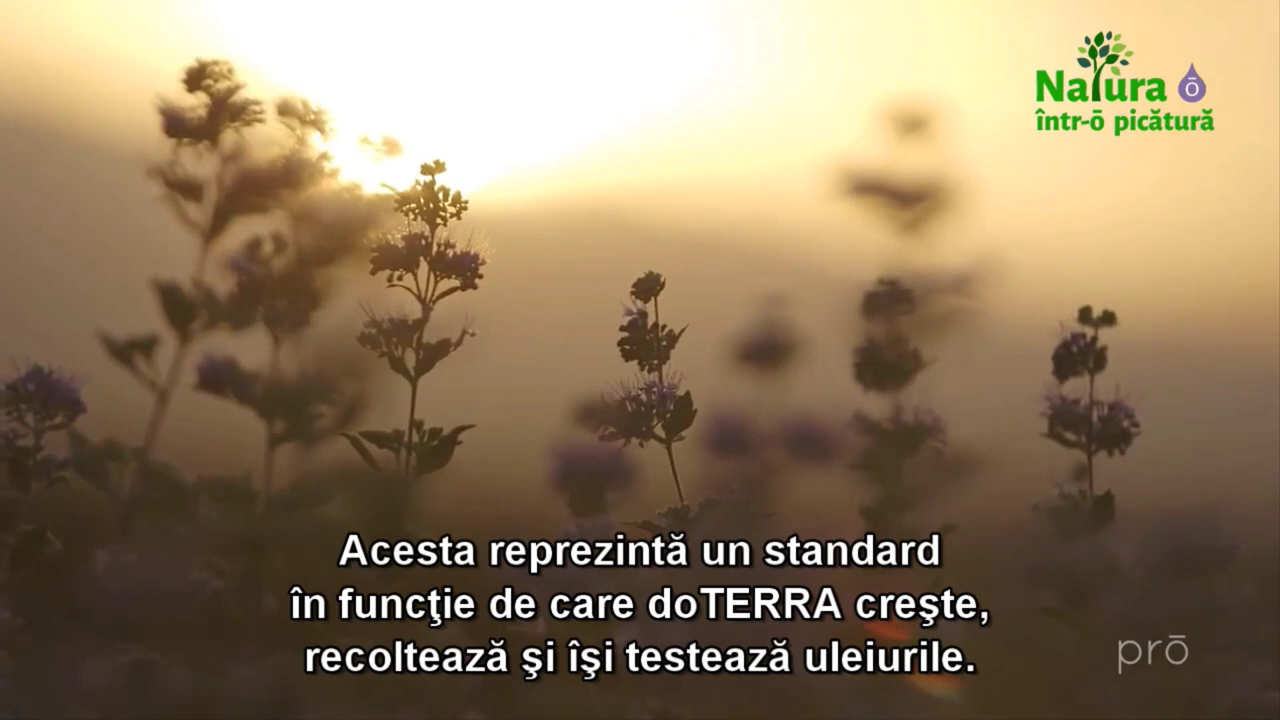 Natura ō
într-ō picătură
Acesta reprezintă un standard
în funcţie de care doTERRA creşte,
recoltează şi îşi testează uleiurile.
prō